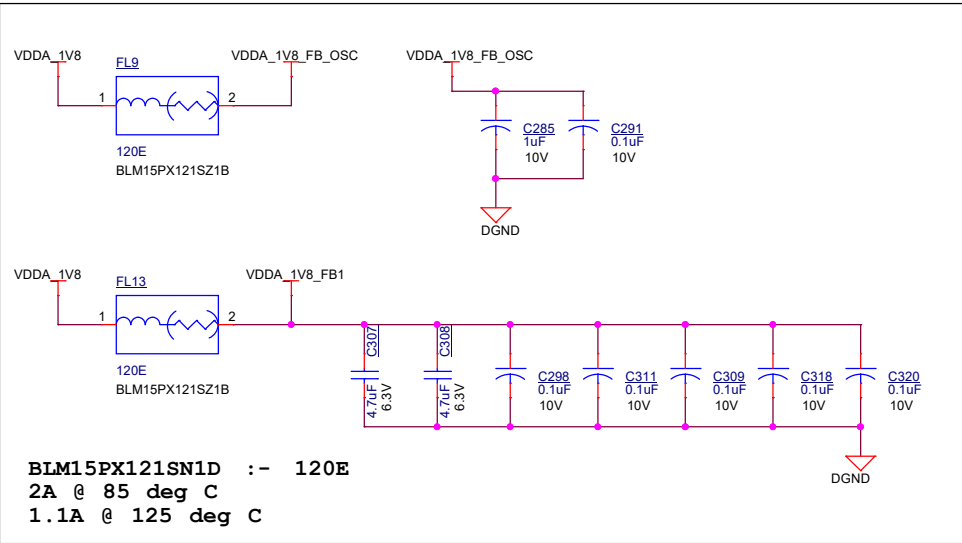 VDDA_1V8
FL9
VDDA_1V8_FB_OSC
1
2
120E
BLM15PX121SZ1B
VDDA_1V8_FB_OSC
C285
1uF
10V
C291
0.1uF
10V
DGND
VDDA_1V8
FL13
VDDA_1V8_FB1
1
2
120E
BLM15PX121SZ1B
C307
4.7uF
6.3V
C308
4.7uF
6.3V
C298
0.1uF
10V
C311
0.1uF
10V
C309
0.1uF
10V
C318
0.1uF
10V
C320
0.1uF
10V
DGND
BLM15PX121SN1D :- 120E
2A @ 85 deg C
1.1A @ 125 deg C